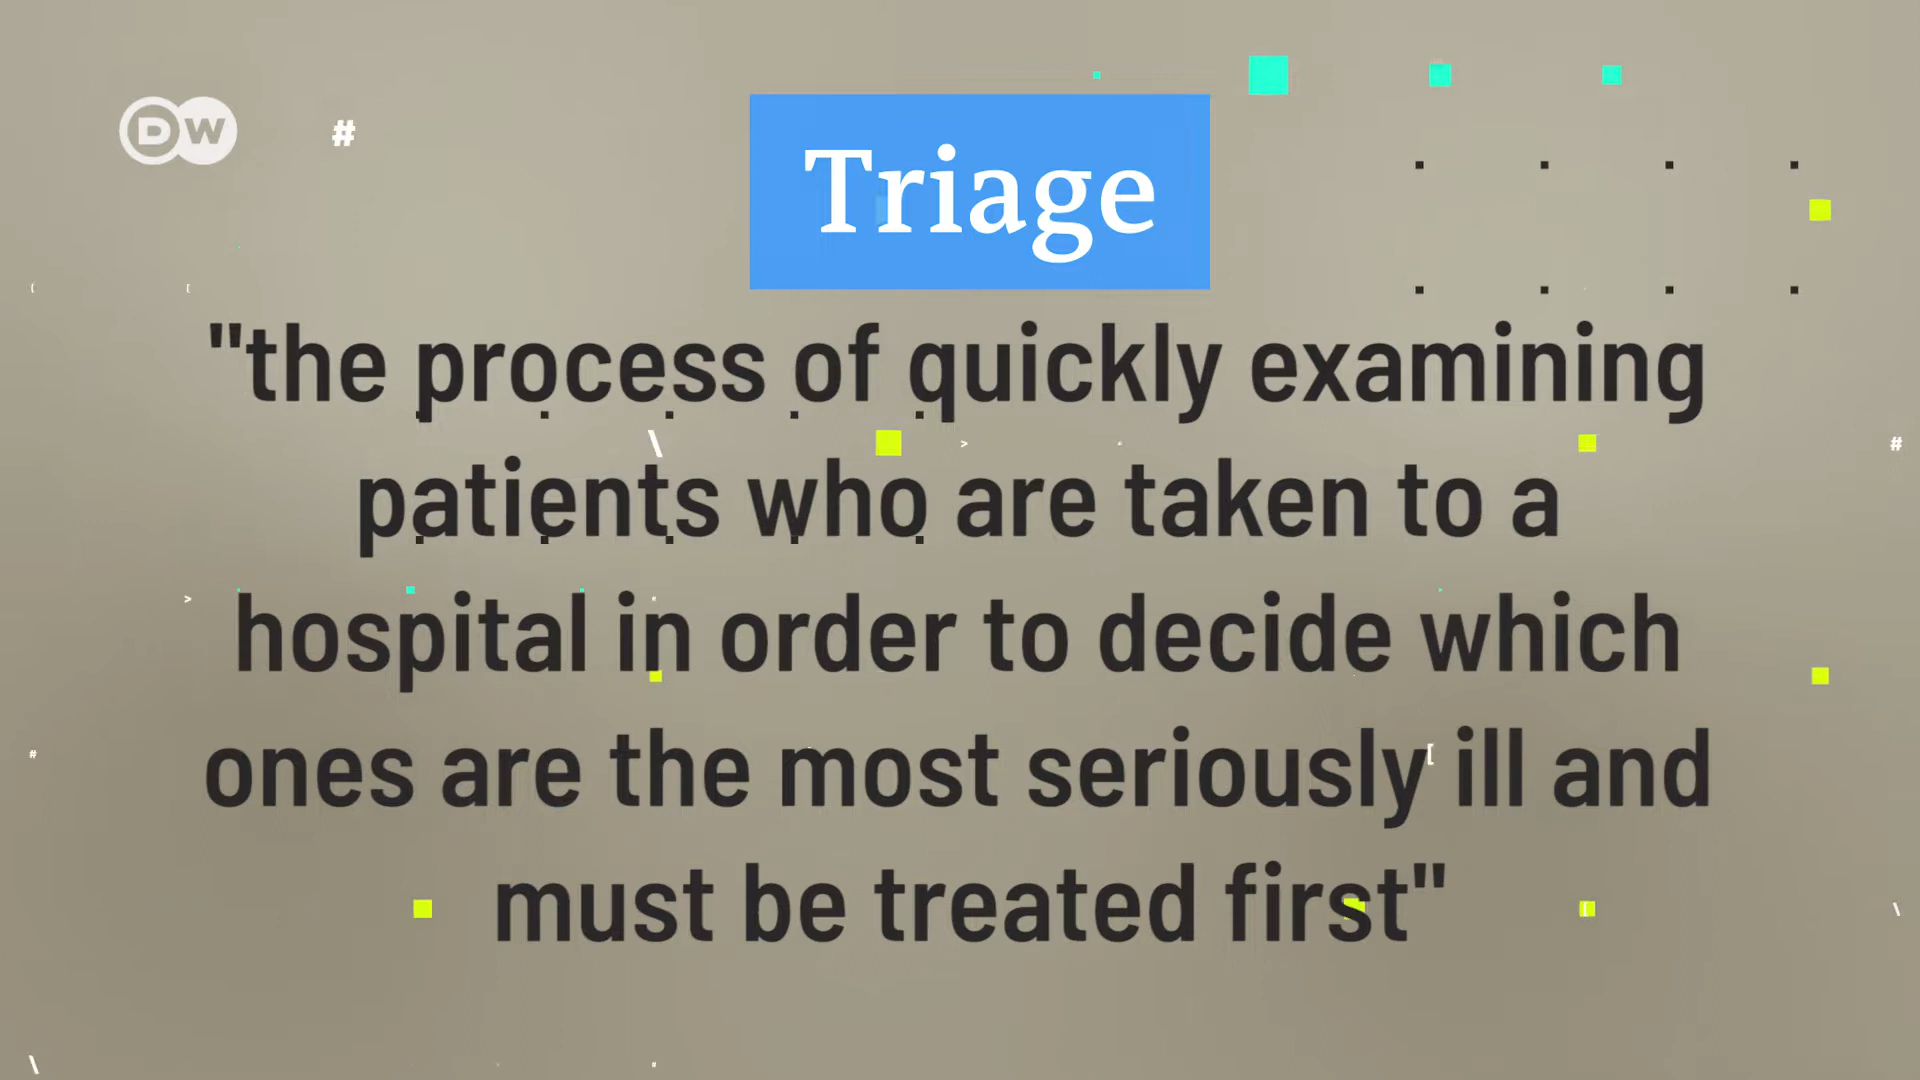 DW
#
Triage
"the process of quickly examining
patients who are taken to a
hospital in order to decide which
ones are the most seriously ill and
must be treated first"